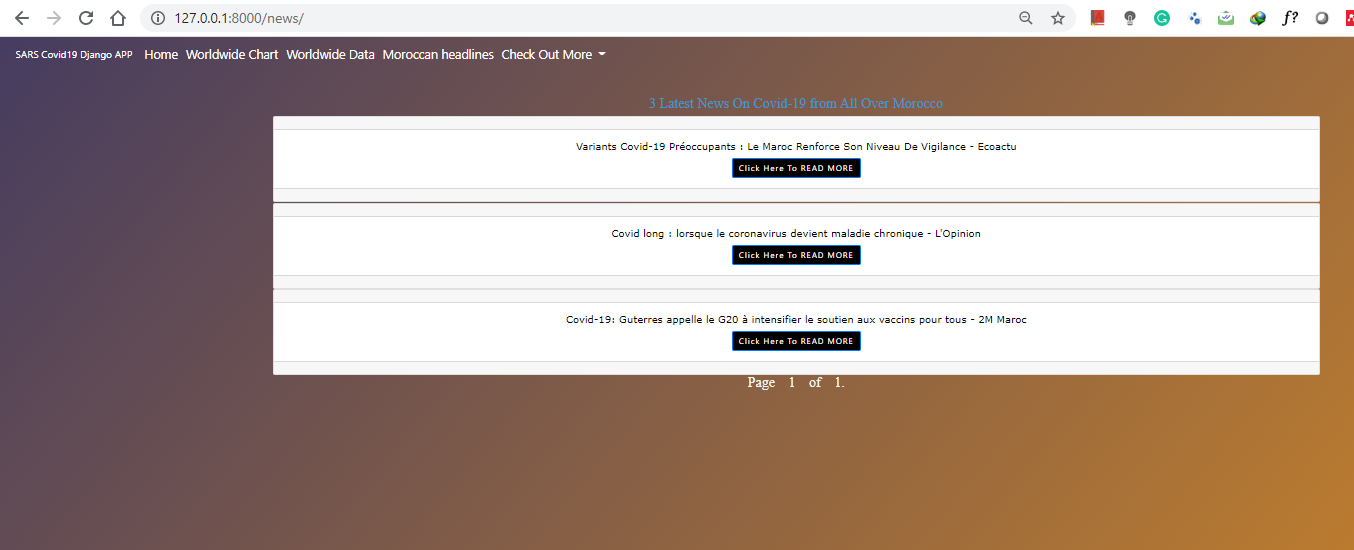 127.0.0.1:8000/news/
f?
SARS Covid19 Django APP Home Worldwide Chart Worldwide Data Moroccan headlines Check Out More
3 Latest News On Covid-19 from All Over Morocco
Variants Covid-19 Préoccupants : Le Maroc Renforce Son Niveau De Vigilance - Ecoactu
Click Here To READ MORE
Covid long : lorsque le coronavirus devient maladie chronique - L'Opinion
Click Here To READ MORE
Covid-19: Guterres appelle le G20 à intensifier le soutien aux vaccins pour tous - 2M Maroc
Click Here To READ MORE
Page 1 of 1.